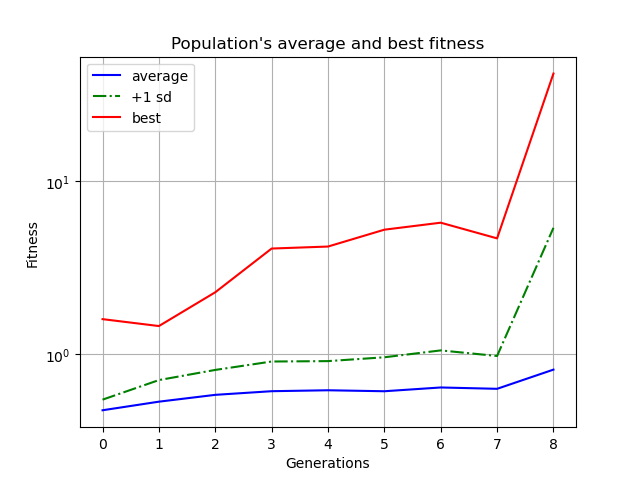 Population's average and best fitness
average
+1 sd
best
10¹
10⁰
Fitness
0 1 2 3 4 5 6 7 8
Generations